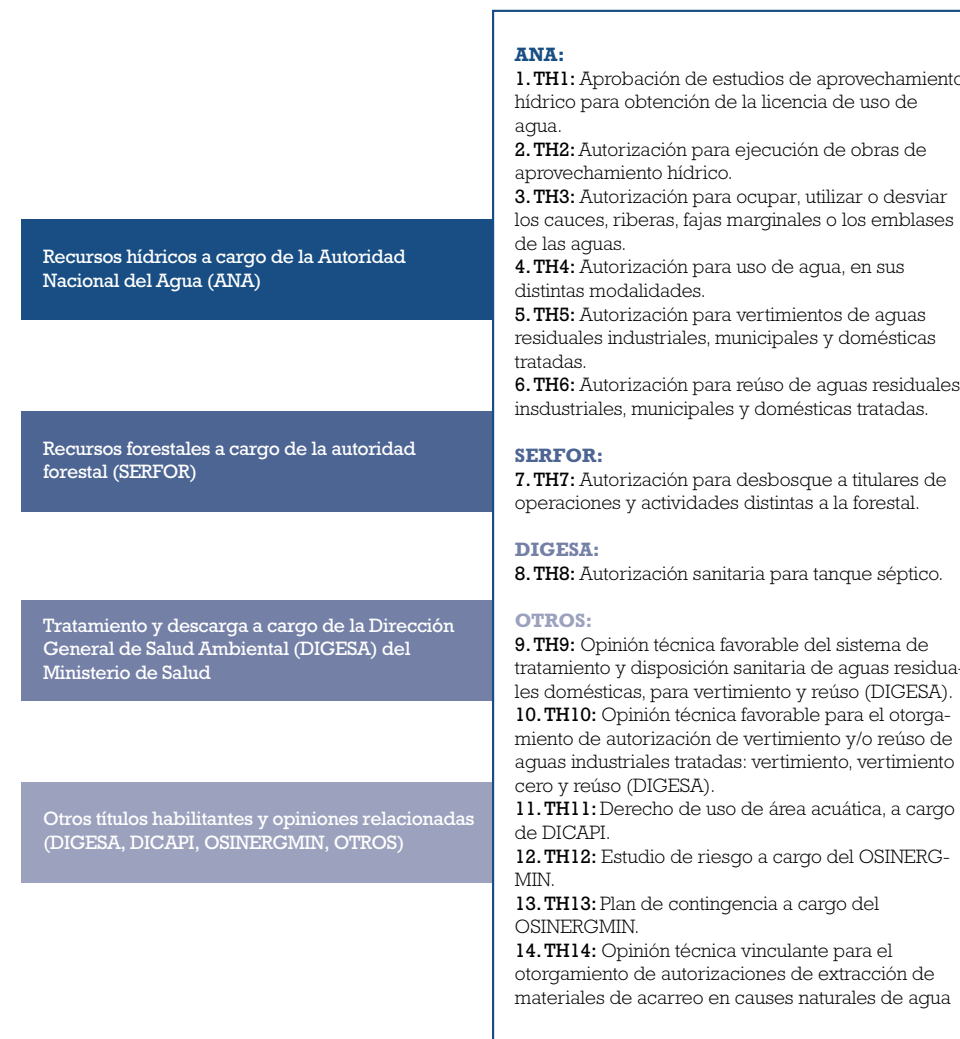 Recursos hídricos a cargo de la Autoridad
Nacional del Agua (ANA)
Recursos forestales a cargo de la autoridad
forestal (SERFOR)
Tratamiento y descarga a cargo de la Dirección
General de Salud Ambiental (DIGESA) del
Ministerio de Salud
Otros títulos habilitantes y opiniones relacionadas
(DIGESA, DICAPI, OSINERGMIN, OTROS)
ANA:
1. TH1: Aprobación de estudios de aprovechamiento
hídrico para obtención de la licencia de uso de
agua.
2. TH2: Autorización para ejecución de obras de
aprovechamiento hídrico.
3. TH3: Autorización para ocupar, utilizar o desviar
los cauces, riberas, fajas marginales o los emblases
de las aguas.
4. TH4: Autorización para uso de agua, en sus
distintas modalidades.
5. TH5: Autorización para vertimientos de aguas
residuales industriales, municipales y domésticas
tratadas.
6. TH6: Autorización para reúso de aguas residuales
insdustriales, municipales y domésticas tratadas.
SERFOR:
7. TH7: Autorización para desbosque a titulares de
operaciones y actividades distintas a la forestal.
DIGESA:
8. TH8: Autorización sanitaria para tanque séptico.
OTROS:
9. TH9: Opinión técnica favorable del sistema de
tratamiento y disposición sanitaria de aguas residua-
les domésticas, para vertimiento y reúso (DIGESA).
10. TH10: Opinión técnica favorable para el otorga-
miento de autorización de vertimiento y/o reúso de
aguas industriales tratadas: vertimiento, vertimiento
cero y reúso (DIGESA).
11. TH11: Derecho de uso de área acuática, a cargo
de DICAPI.
12. TH12: Estudio de riesgo a cargo del OSINERG-
MIN.
13. TH13: Plan de contingencia a cargo del
OSINERGMIN.
14. TH14: Opinión técnica vinculante para el
otorgamiento de autorizaciones de extracción de
materiales de acarreo en causes naturales de agua